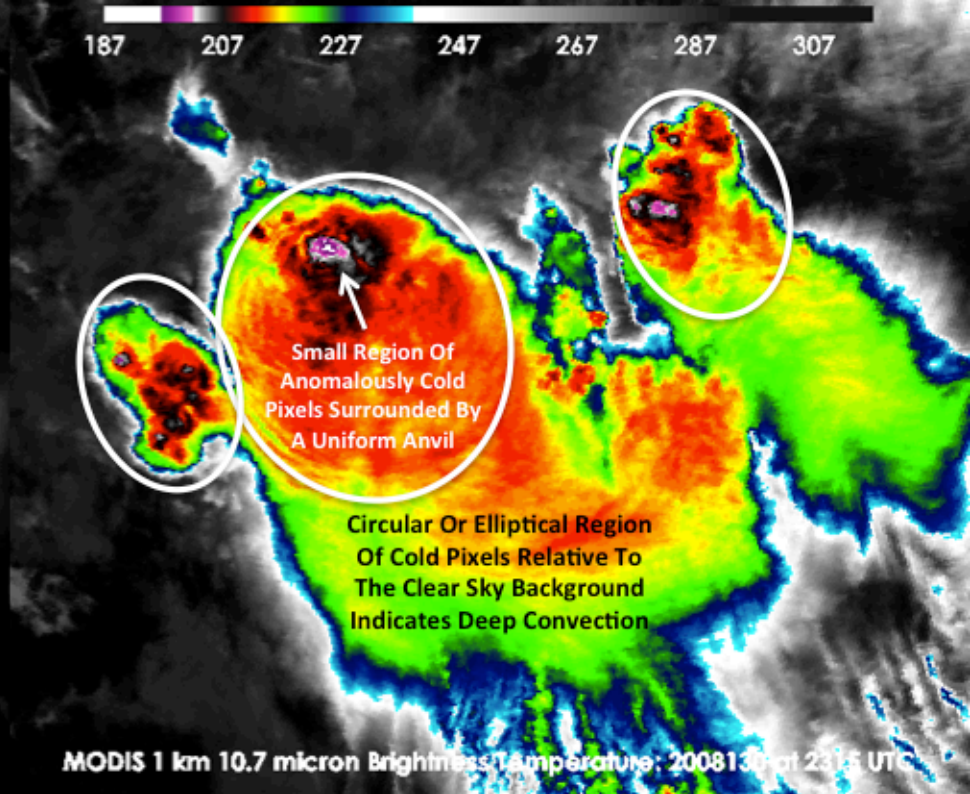 187 207 227 247 267 287 307
Small Region Of
Anomalously Cold
Pixels Surrounded By
A Uniform Anvil
Circular Or Elliptical Region
Of Cold Pixels Relative To
The Clear Sky Background
Indicates Deep Convection
MODIS 1 km 10.7 micron Brightness Temperature: 2008130 at 2315 UTC